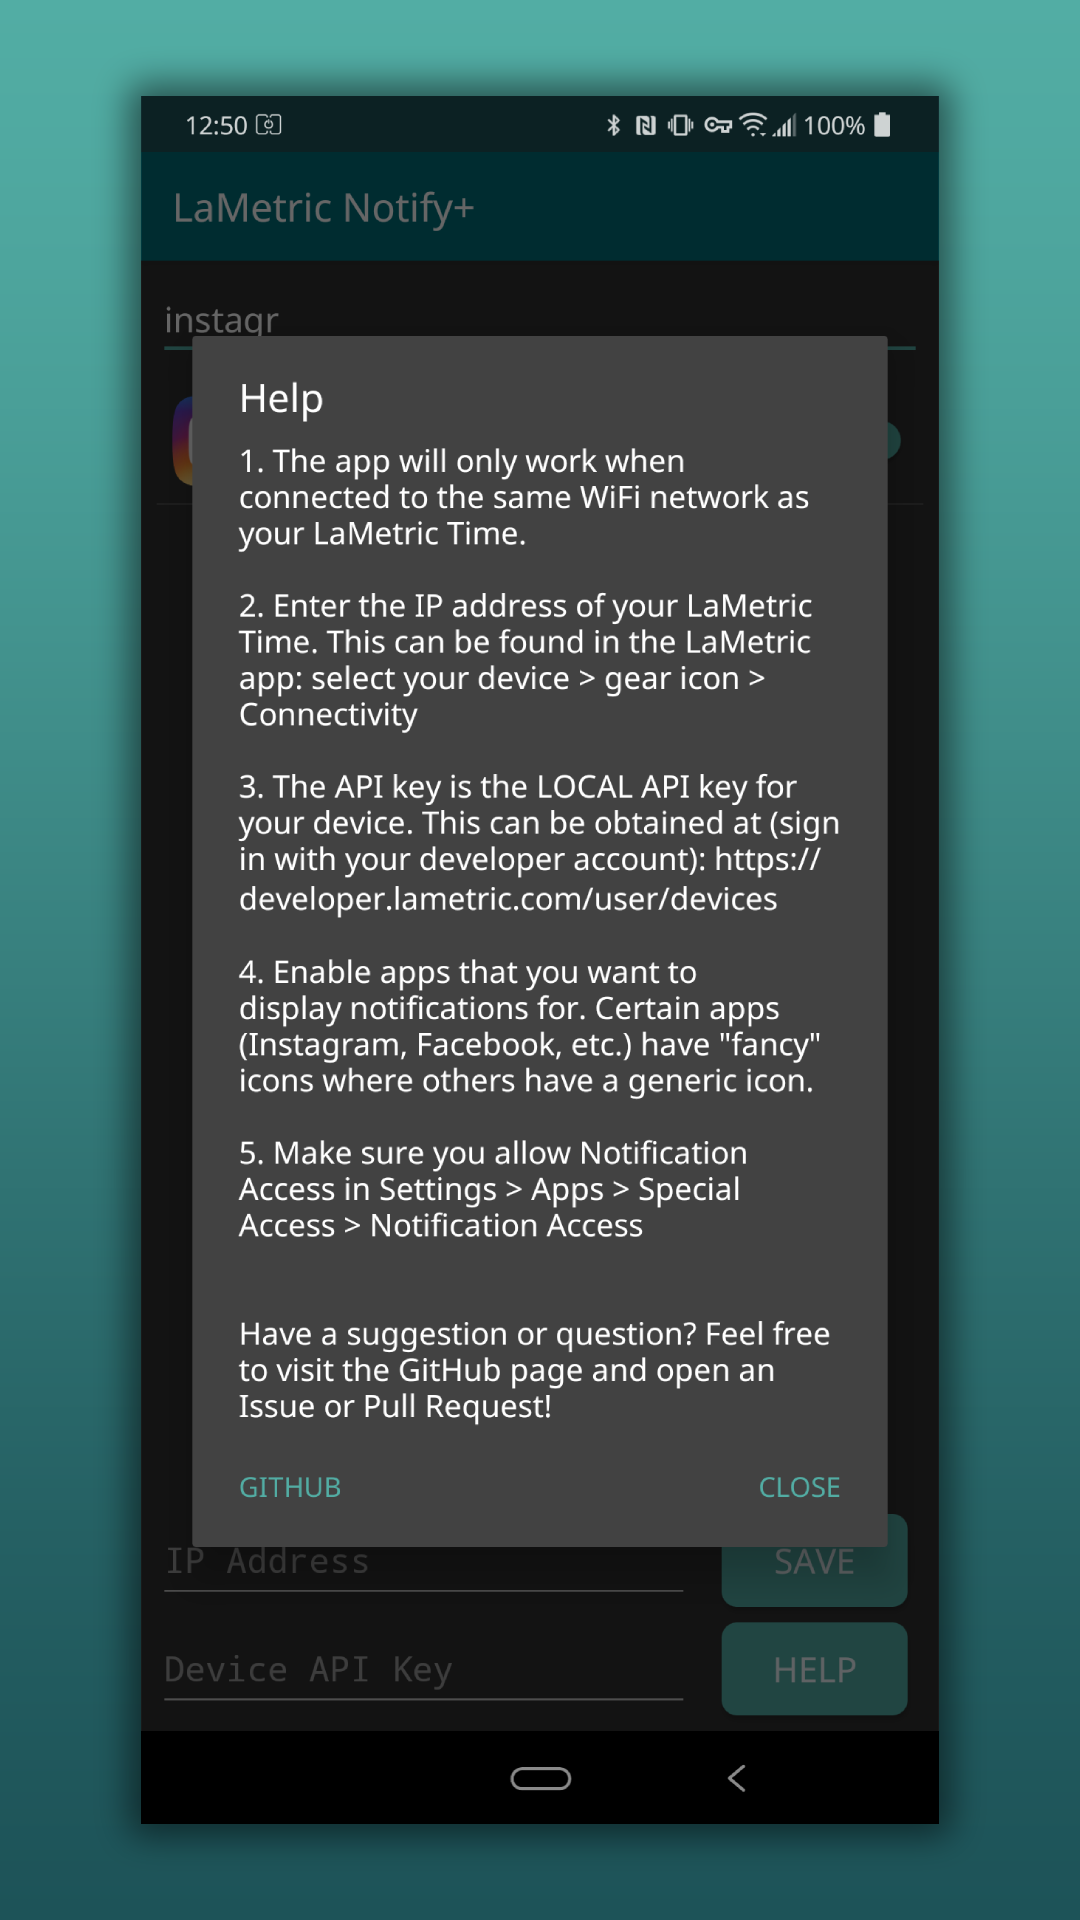 12:50
100%
LaMetric Notify+
instagr
Help
1. The app will only work when
connected to the same WiFi network as
your LaMetric Time.
2. Enter the IP address of your LaMetric
Time. This can be found in the LaMetric
app: select your device > gear icon >
Connectivity
3. The API key is the LOCAL API key for
your device. This can be obtained at (sign
in with your developer account): https://
developer.lametric.com/user/devices
4. Enable apps that you want to
display notifications for. Certain apps
(Instagram, Facebook, etc.) have "fancy"
icons where others have a generic icon.
5. Make sure you allow Notification
Access in Settings > Apps > Special
Access > Notification Access
Have a suggestion or question? Feel free
to visit the GitHub page and open an
Issue or Pull Request!
GITHUB
CLOSE
IP Address
SAVE
Device API Key
HELP